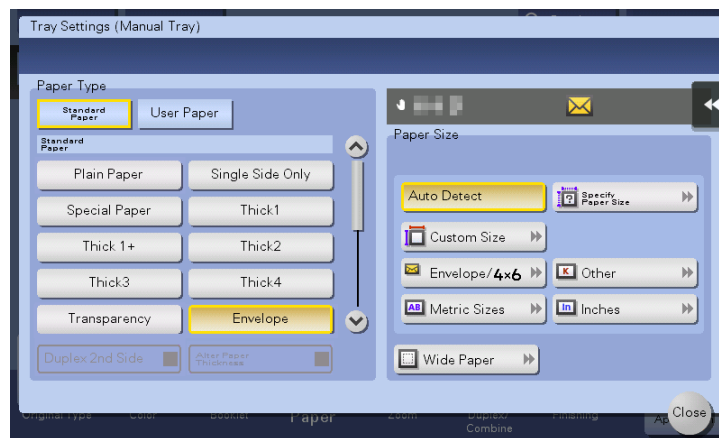 Tray Settings (Manual Tray)
Paper Type
Standard
Paper
User Paper
Standard
Paper
Plain Paper
Single Side Only
Special Paper
Thick1
Thick 1+
Thick2
Thick3
Thick4
Transparency
Envelope
Duplex 2nd Side
Alter Paper
Thickness
Paper Size
Auto Detect
?
Specify
Paper Size
Custom Size
Envelope/4×6
K
Other
AB
Metric Sizes
In
Inches
Wide Paper
Original Type
Color
Booklet
Paper
Zoom
Duplex/
Combine
Finishing
Close